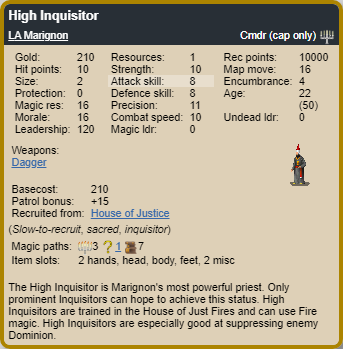 High Inquisitor
LA Marignon Cmdr (cap only)
Gold: 210 Resources: 1 Rec points: 10000
Hit points: 10 Strength: 10 Map move: 16
Size: 2 Attack skill: 8 Encumbrance: 4
Protection: 0 Defence skill: 8 Age: 22
Magic res: 16 Precision: 11 (50)
Morale: 16 Combat speed: 10 Undead ldr: 0
Leadership: 120 Magic ldr: 0
Weapons:
Dagger
Basecost: 210
Patrol bonus: +15
Recruited from: House of Justice
(Slow-to-recruit, sacred, inquisitor)
Magic paths: 3 ? 1 7
Item slots: 2 hands, head, body, feet, 2 misc
The High Inquisitor is Marignon's most powerful priest. Only
prominent Inquisitors can hope to achieve this status. High
Inquisitors are trained in the House of Just Fires and can use Fire
magic. High Inquisitors are especially good at suppressing enemy
Dominion.